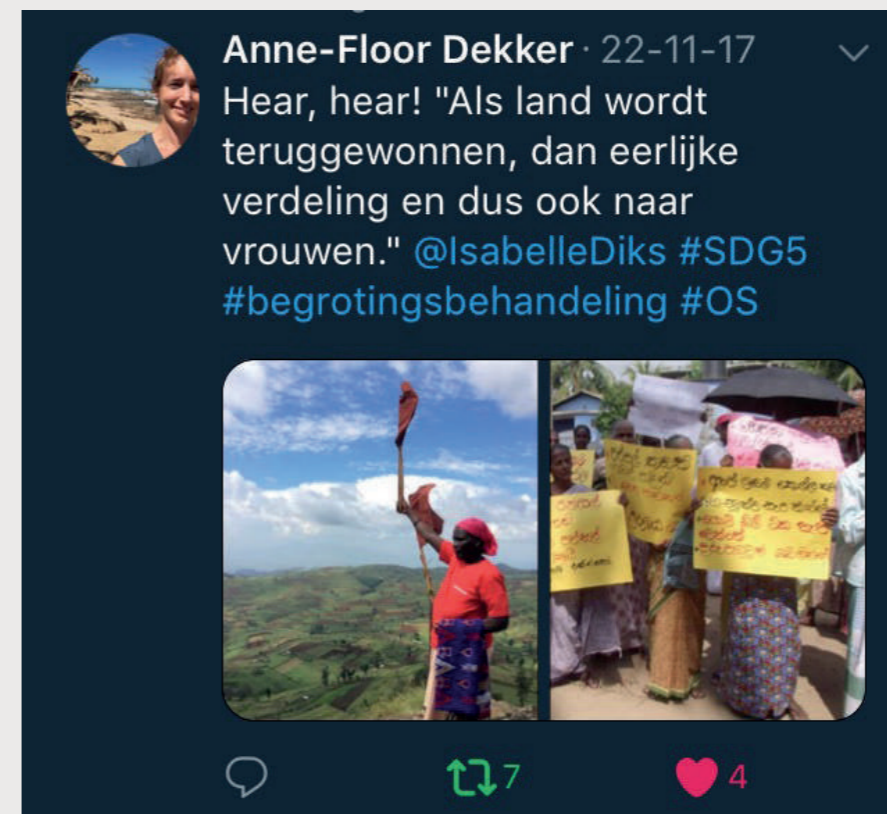 Anne-Floor Dekker · 22-11-17
Hear, hear! "Als land wordt
teruggewonnen, dan eerlijke
verdeling en dus ook naar
vrouwen." @IsabelleDiks #SDG5
#begrotingsbehandeling #OS
7
4